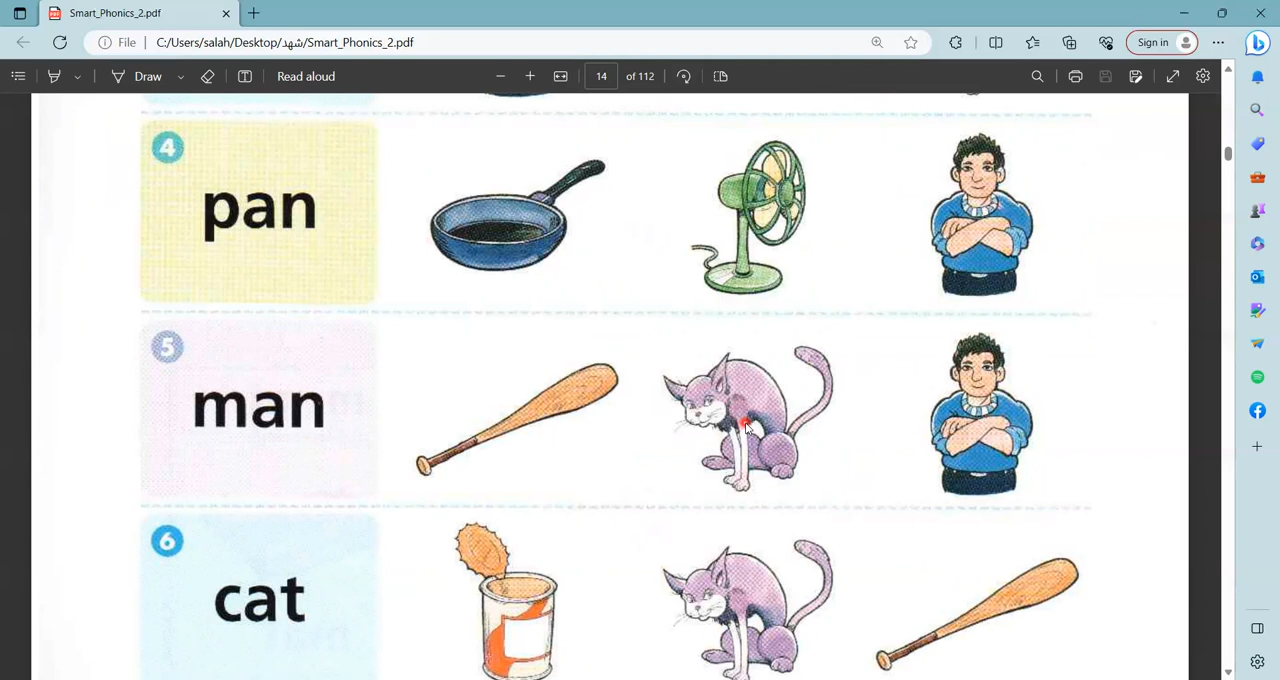 Smart_Phonics_2.pdf
File C:/Users/salah/Desktop/شهد/Smart_Phonics_2.pdf
Sign in
Draw
Read aloud
14 of 112
4
pan
5
man
6
cat